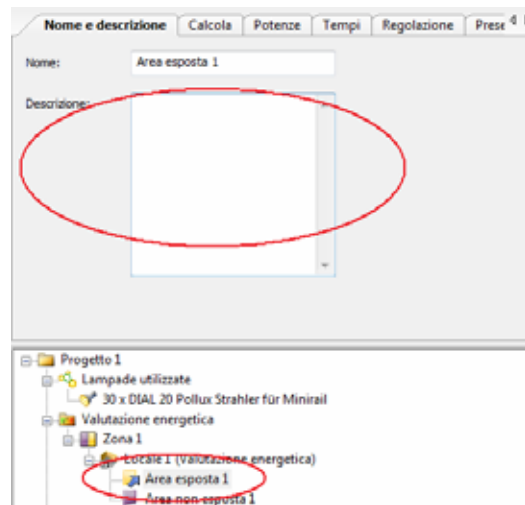 Nome e descrizione Calcola Potenze Tempi Regolazione Prese 4
Nome: Area esposta 1
Descrizione:
Progetto 1
Lampade utilizzate
30 x DIAL 20 Pollux Strahler für Minirail
Valutazione energetica
Zona 1
Locale 1 (Valutazione energetica)
Area esposta 1
Area non esposta 1